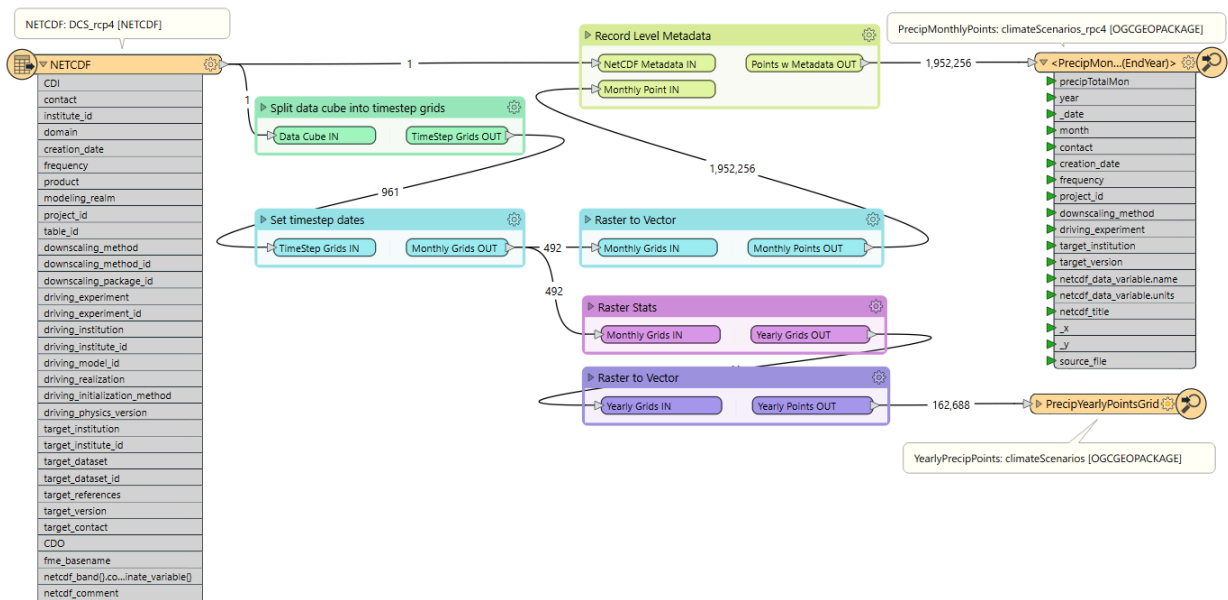 NETCDF: DCS_rcp4 [NETCDF]
NETCDF
CDI
contact
institute_id
domain
creation_date
frequency
product
modeling_realm
project_id
table_id
downscaling_method
downscaling_method_id
downscaling_package_id
driving_experiment
driving_experiment_id
driving_institution
driving_institute_id
driving_model_id
driving_realization
driving_initialization_method
driving_physics_version
target_institution
target_institute_id
target_dataset
target_dataset_id
target_references
target_version
target_contact
CDO
fme_basename
netcdf_band{}.co...inate_variable{}
netcdf_comment
1
1
Split data cube into timestep grids
Data Cube IN
TimeStep Grids OUT
961
Set timestep dates
TimeStep Grids IN
Monthly Grids OUT
492
492
Record Level Metadata
NetCDF Metadata IN
Points w Metadata OUT
Monthly Point IN
1,952,256
1,952,256
Raster to Vector
Monthly Grids IN
Monthly Points OUT
Raster Stats
Monthly Grids IN
Yearly Grids OUT
Raster to Vector
Yearly Grids IN
Yearly Points OUT
162,688
PrecipMonthlyPoints: climateScenarios_rpc4 [OGCGEOPACKAGE]
<PrecipMon...(EndYear)>
precipTotalMon
year
_date
month
contact
creation_date
frequency
project_id
downscaling_method
driving_experiment
target_institution
target_version
netcdf_data_variable.name
netcdf_data_variable.units
netcdf_title
_x
_y
source_file
PrecipYearlyPointsGrid
YearlyPrecipPoints: climateScenarios [OGCGEOPACKAGE]